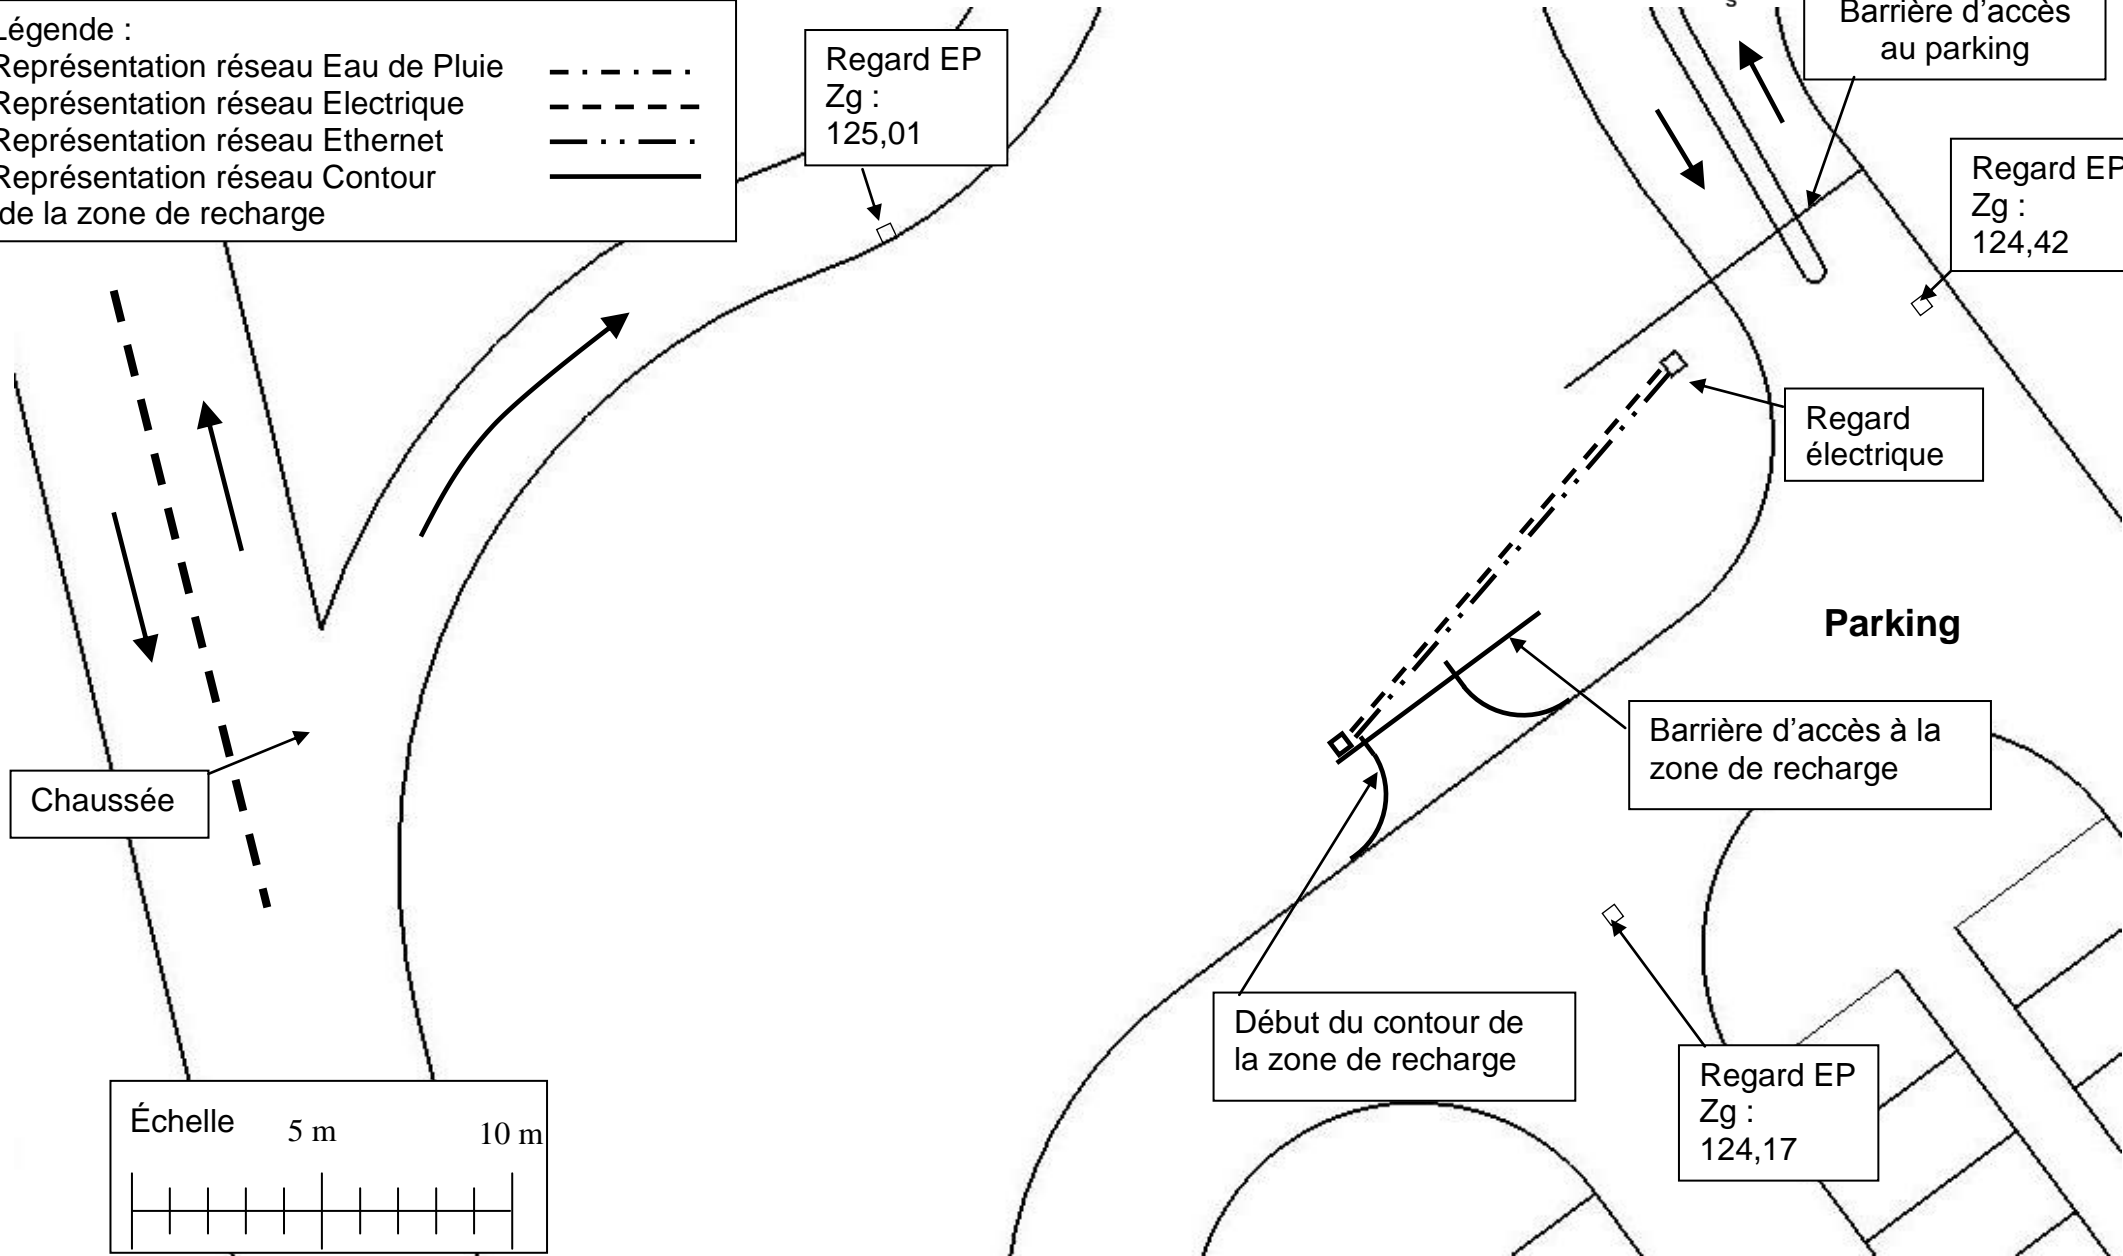 Légende :
Représentation réseau Eau de Pluie
Représentation réseau Electrique
Représentation réseau Ethernet
Représentation réseau Contour
de la zone de recharge
Regard EP
Zg :
125,01
s
Barrière d'accès
au parking
Regard EP
Zg :
124,42
Regard
électrique
Parking
Barrière d'accès à la
zone de recharge
Chaussée
Début du contour de
la zone de recharge
Regard EP
Zg :
124,17
Échelle
5 m
10 m